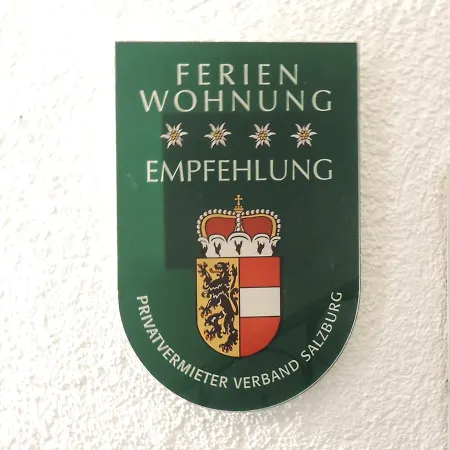 FERIEN
WOHNUNG
EMPFEHLUNG
PRIVATVERMIETER VERBAND SALZBURG